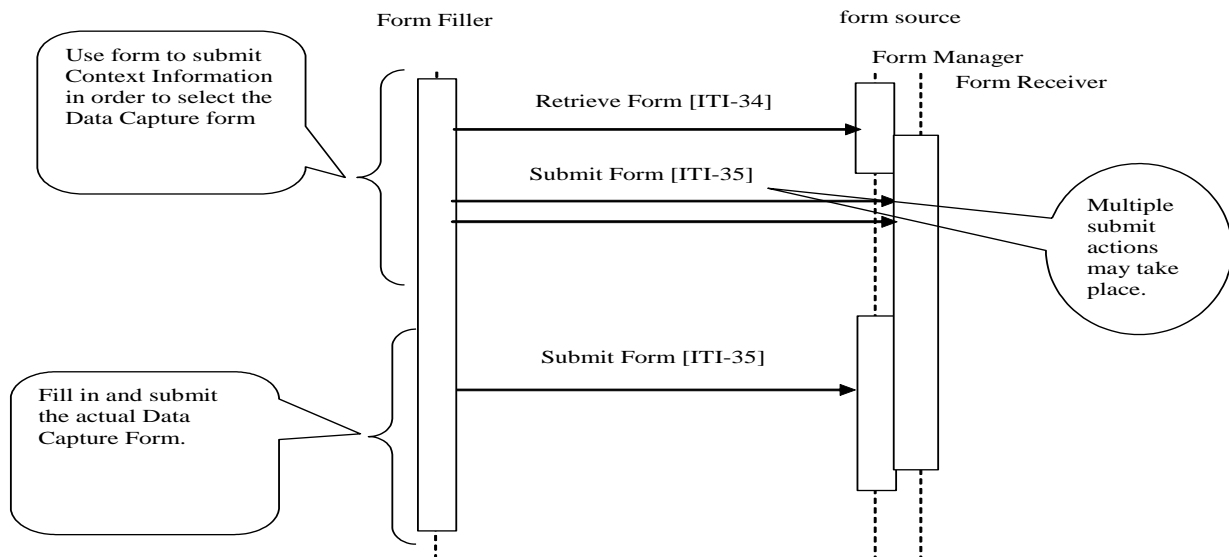 form source
Form Filler
Form Manager
Form Receiver
Use form to submit
Context Information
in order to select the
Data Capture form
Retrieve Form [ITI-34]
Submit Form [ITI-35]
Multiple
submit
actions
may take
place.
Submit Form [ITI-35]
Fill in and submit
the actual Data
Capture Form.